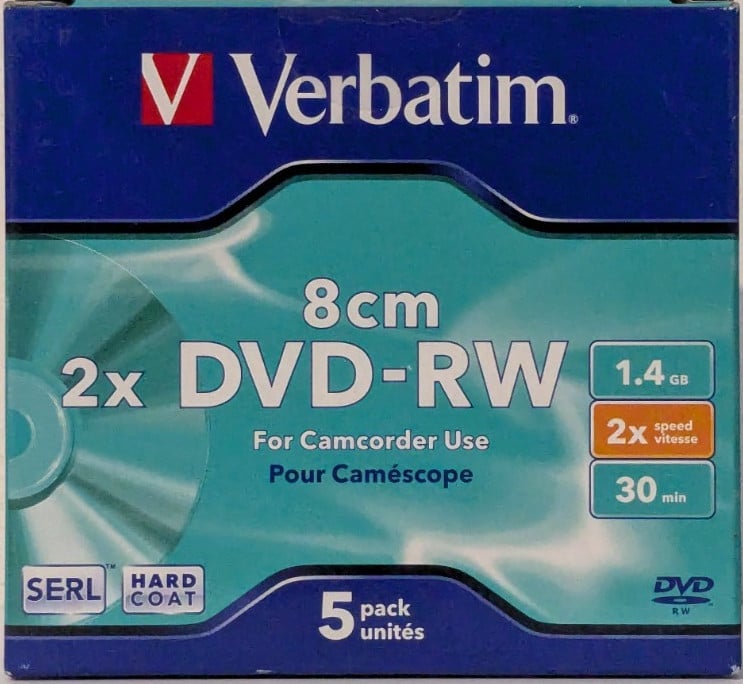 V Verbatim®
8cm
2x DVD-RW
For Camcorder Use
Pour Caméscope
1.4 GB
2x speed
vitesse
30 min
SERL™
HARD
COAT
5 pack
unités
DVD
RW